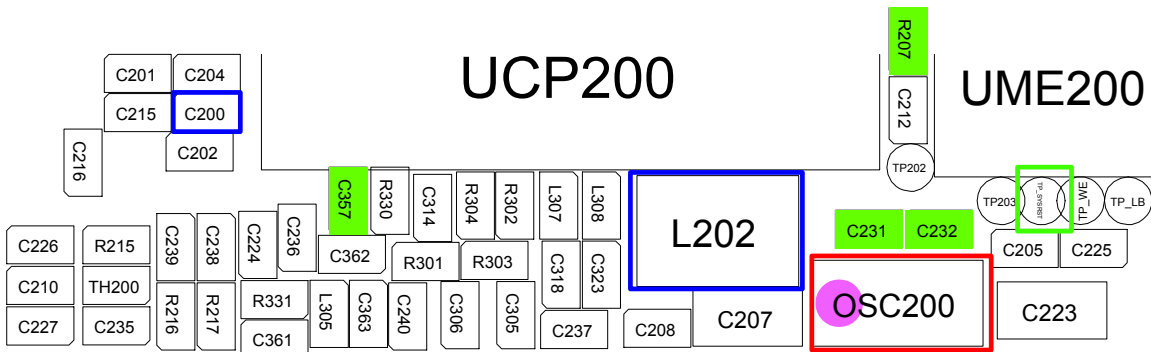 R207
UCP200
UME200
C201
C204
C215
C200
C212
C202
C216
TP202
C357
R330
C314
R304
R302
L307
L308
L202
TP203
TP_SYSRST
TP_WE
TP_LB
C231
C232
C226
R215
C239
C238
C224
C236
C362
R301
R303
C318
C323
C205
C225
C210
TH200
R216
R217
R331
L305
C363
C240
C306
C305
C207
OSC200
C223
C227
C235
C361
C237
C208